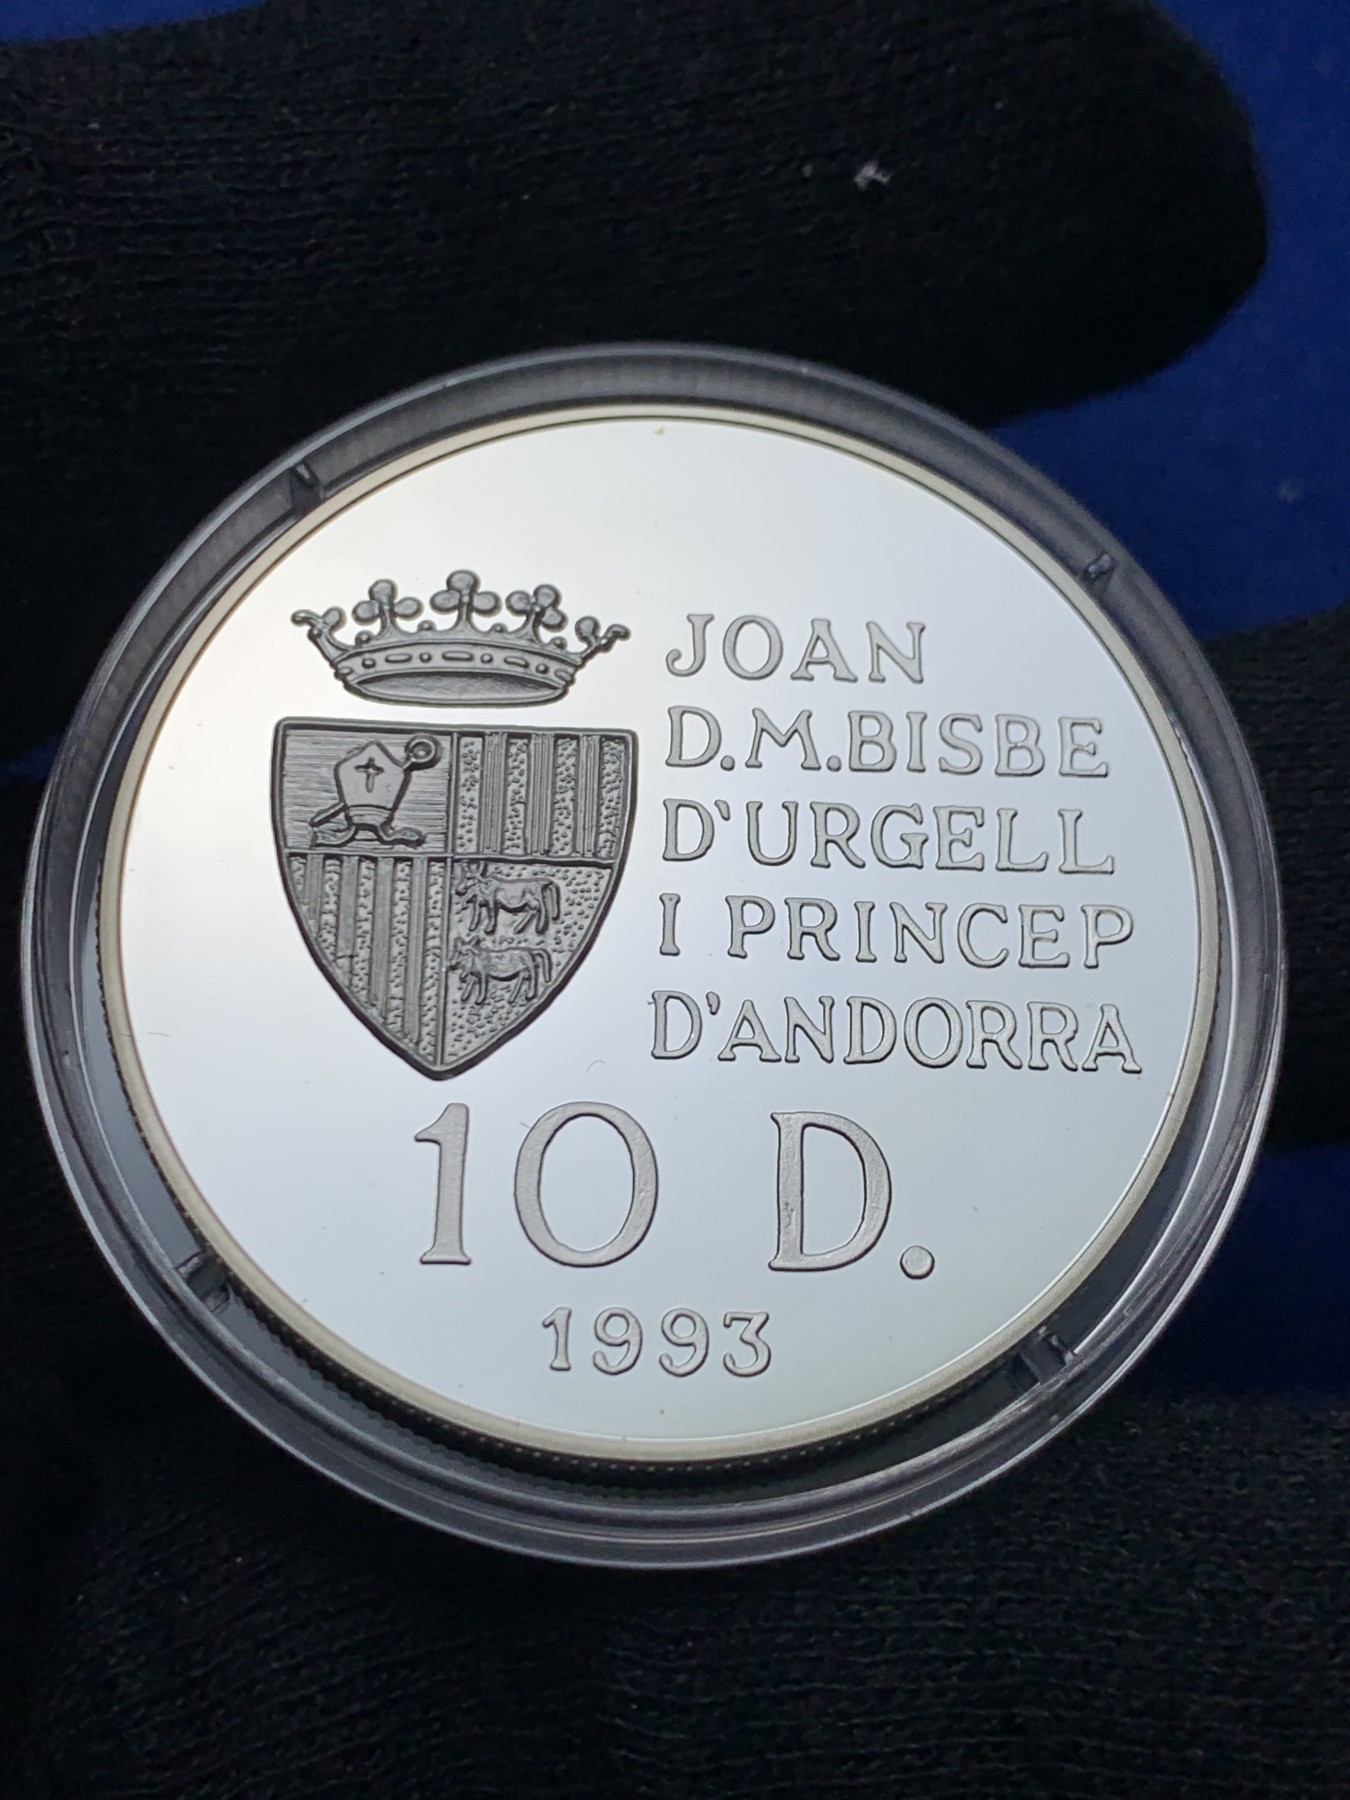 JOAN
D.M.BISBE
D'URGELL
I PRINCEP
D'ANDORRA
10 D.
1993